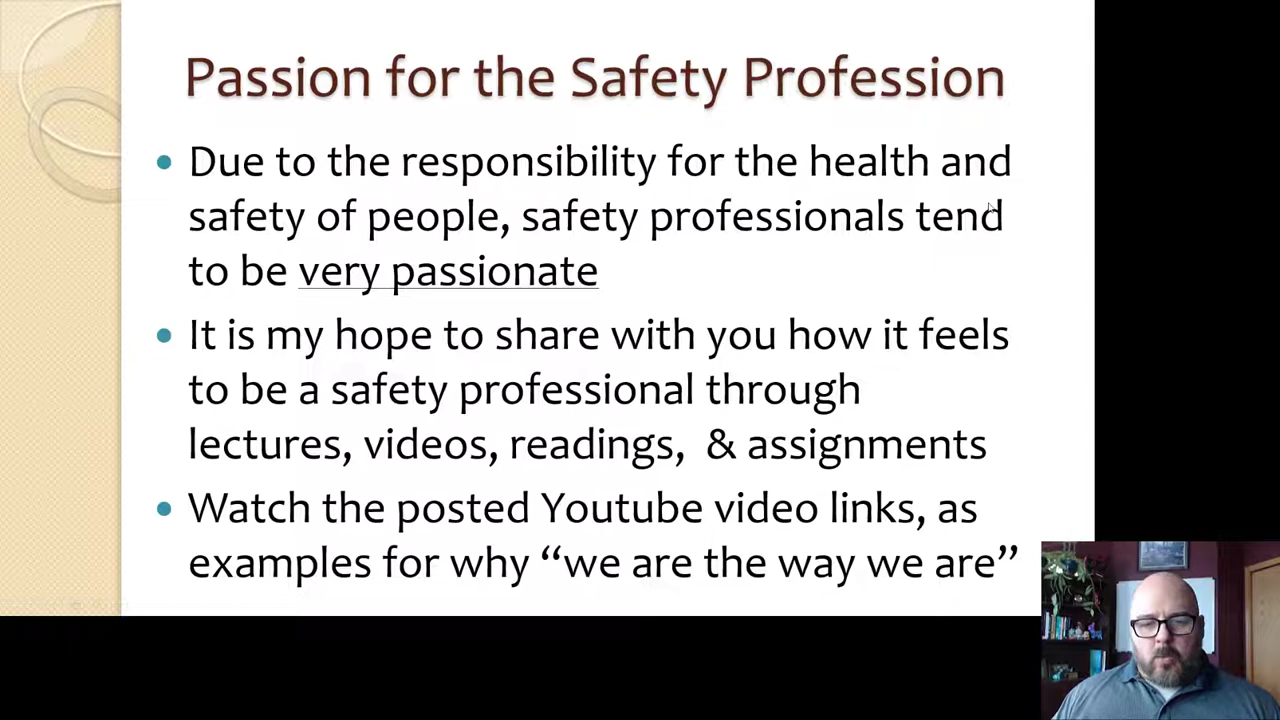 Passion for the Safety Profession
• Due to the responsibility for the health and
safety of people, safety professionals tend
to be very passionate
• It is my hope to share with you how it feels
to be a safety professional through
lectures, videos, readings,  & assignments
• Watch the posted Youtube video links, as
examples for why “we are the way we are”